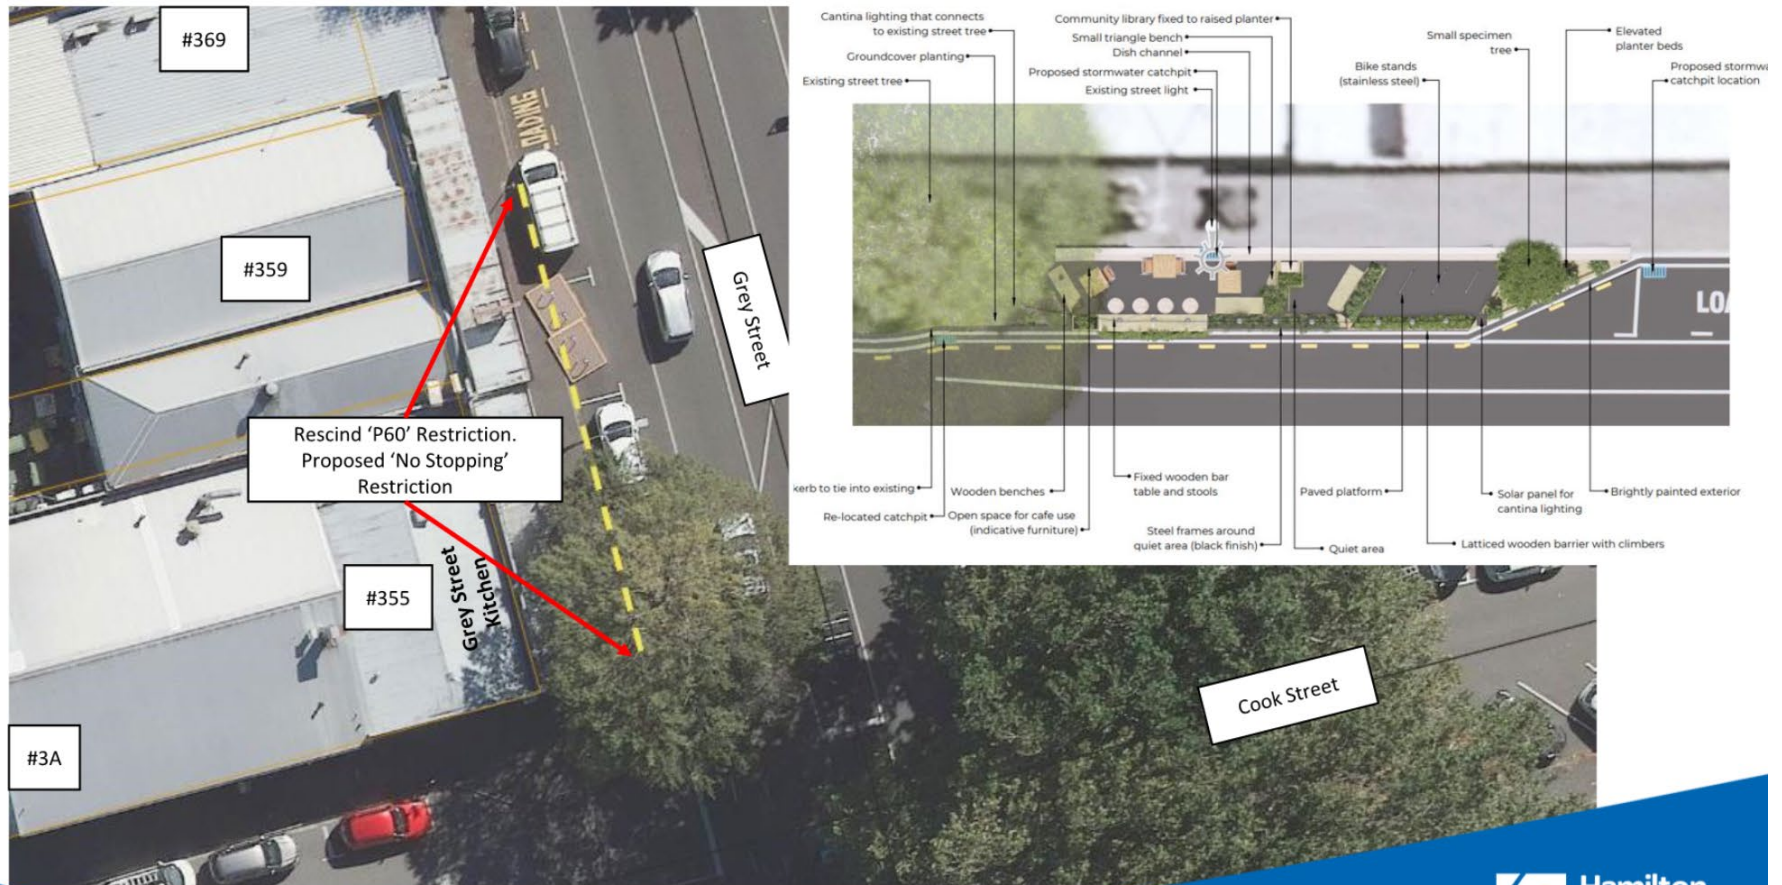 #369
LOADING
#359
Grey Street
Rescind ‘P60’ Restriction.
Proposed ‘No Stopping’
Restriction
Grey Street
Kitchen
#355
#3A
Cook Street
Cantina lighting that connects
to existing street tree
Groundcover planting
Existing street tree
Community library fixed to raised planter
Small triangle bench
Dish channel
Proposed stormwater catchpit
Existing street light
Bike stands
(stainless steel)
Small specimen
tree
Elevated
planter beds
Proposed stormwa
catchpit location
LOA
kerb to tie into existing
Re-located catchpit
Wooden benches
Open space for cafe use
(indicative furniture)
Fixed wooden bar
table and stools
Steel frames around
quiet area (black finish)
Paved platform
Quiet area
Solar panel for
cantina lighting
Latticed wooden barrier with climbers
Brightly painted exterior
Hamilton